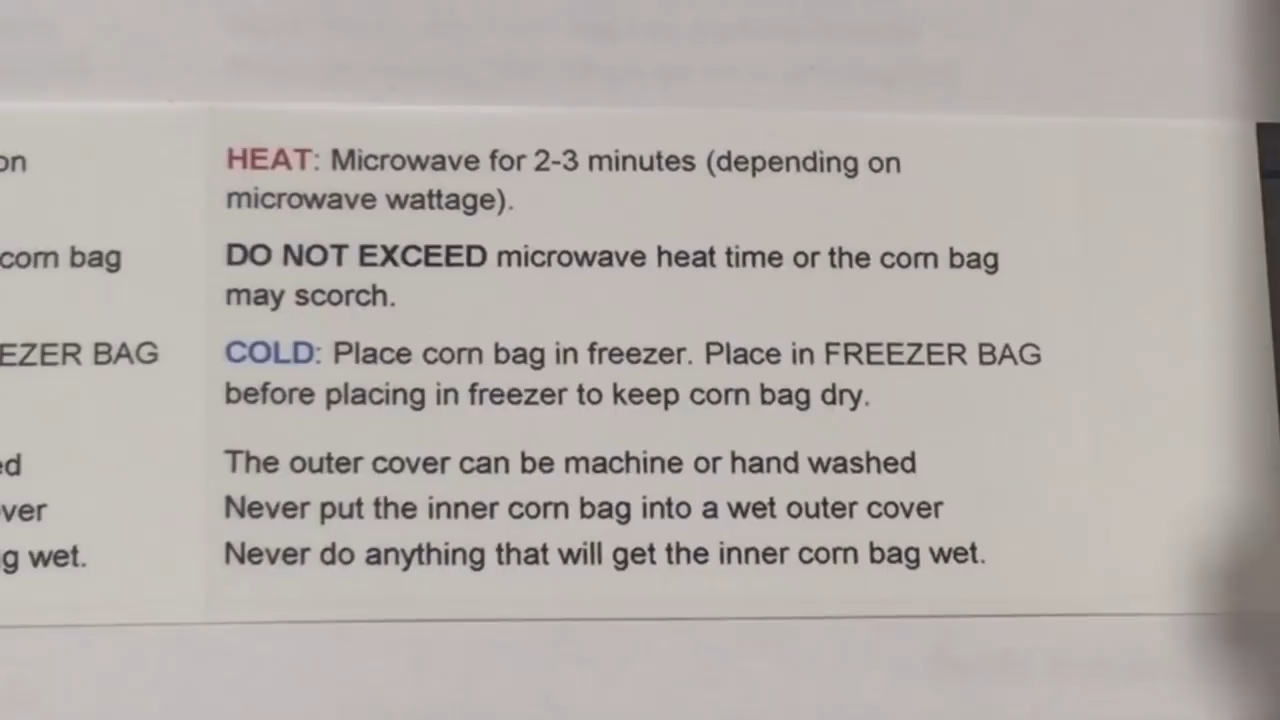 on
corn bag
EZER BAG
ed
ver
g wet.
HEAT: Microwave for 2-3 minutes (depending on
microwave wattage).
DO NOT EXCEED microwave heat time or the corn bag
may scorch.
COLD: Place corn bag in freezer. Place in FREEZER BAG
before placing in freezer to keep corn bag dry.
The outer cover can be machine or hand washed
Never put the inner corn bag into a wet outer cover
Never do anything that will get the inner corn bag wet.